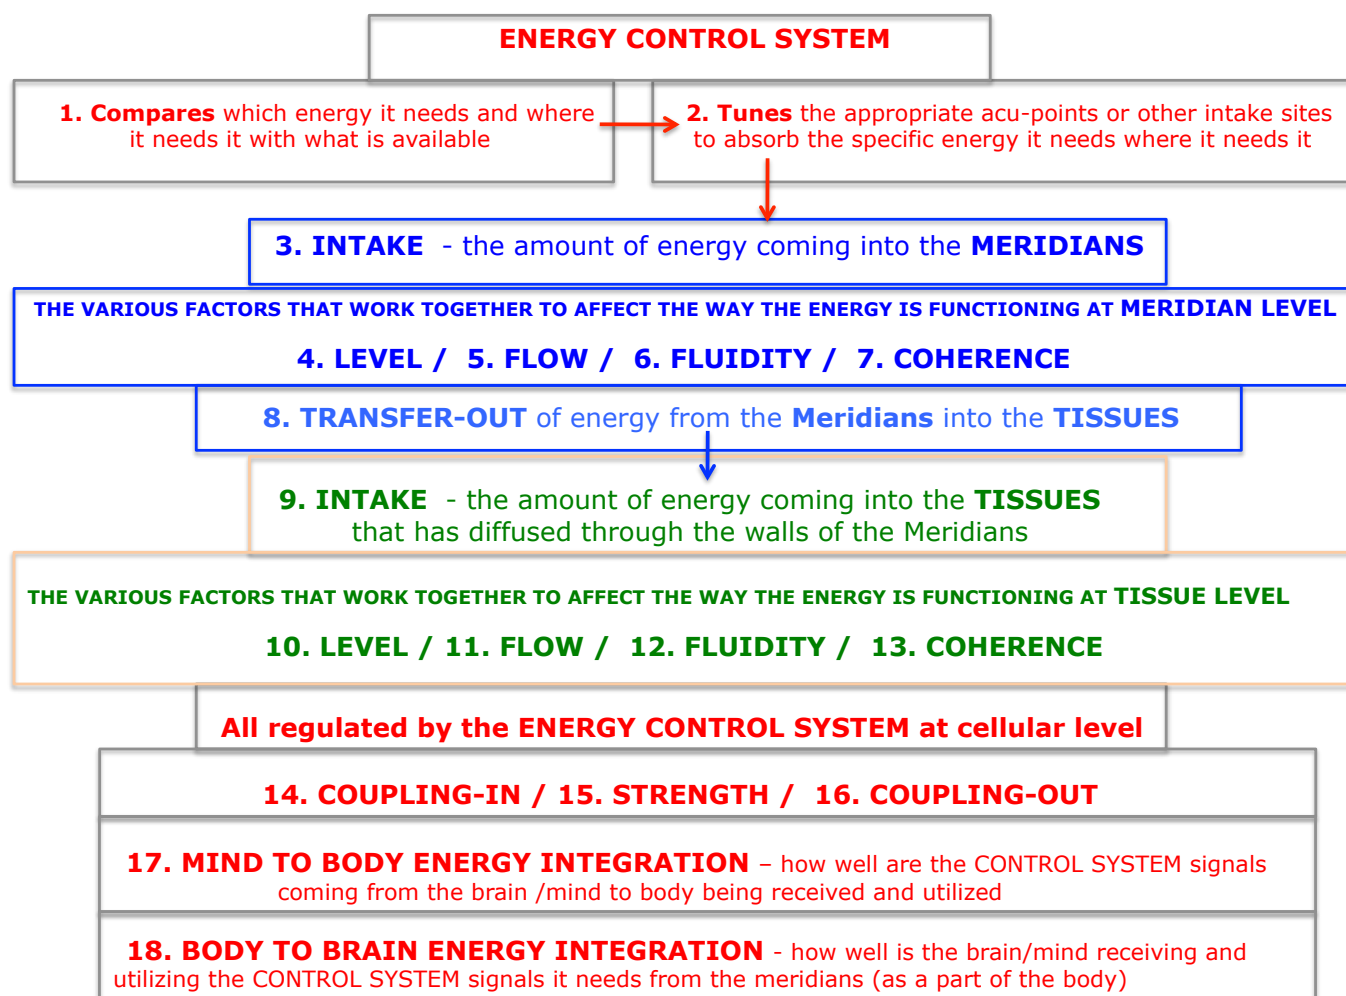 ENERGY CONTROL SYSTEM
1. Compares which energy it needs and where
it needs it with what is available
2. Tunes the appropriate acu-points or other intake sites
to absorb the specific energy it needs where it needs it
3. INTAKE - the amount of energy coming into the MERIDIANS
THE VARIOUS FACTORS THAT WORK TOGETHER TO AFFECT THE WAY THE ENERGY IS FUNCTIONING AT MERIDIAN LEVEL
4. LEVEL / 5. FLOW / 6. FLUIDITY / 7. COHERENCE
8. TRANSFER-OUT of energy from the Meridians into the TISSUES
9. INTAKE - the amount of energy coming into the TISSUES
that has diffused through the walls of the Meridians
THE VARIOUS FACTORS THAT WORK TOGETHER TO AFFECT THE WAY THE ENERGY IS FUNCTIONING AT TISSUE LEVEL
10. LEVEL / 11. FLOW / 12. FLUIDITY / 13. COHERENCE
All regulated by the ENERGY CONTROL SYSTEM at cellular level
14. COUPLING-IN / 15. STRENGTH / 16. COUPLING-OUT
17. MIND TO BODY ENERGY INTEGRATION – how well are the CONTROL SYSTEM signals
coming from the brain /mind to body being received and utilized
18. BODY TO BRAIN ENERGY INTEGRATION - how well is the brain/mind receiving and
utilizing the CONTROL SYSTEM signals it needs from the meridians (as a part of the body)